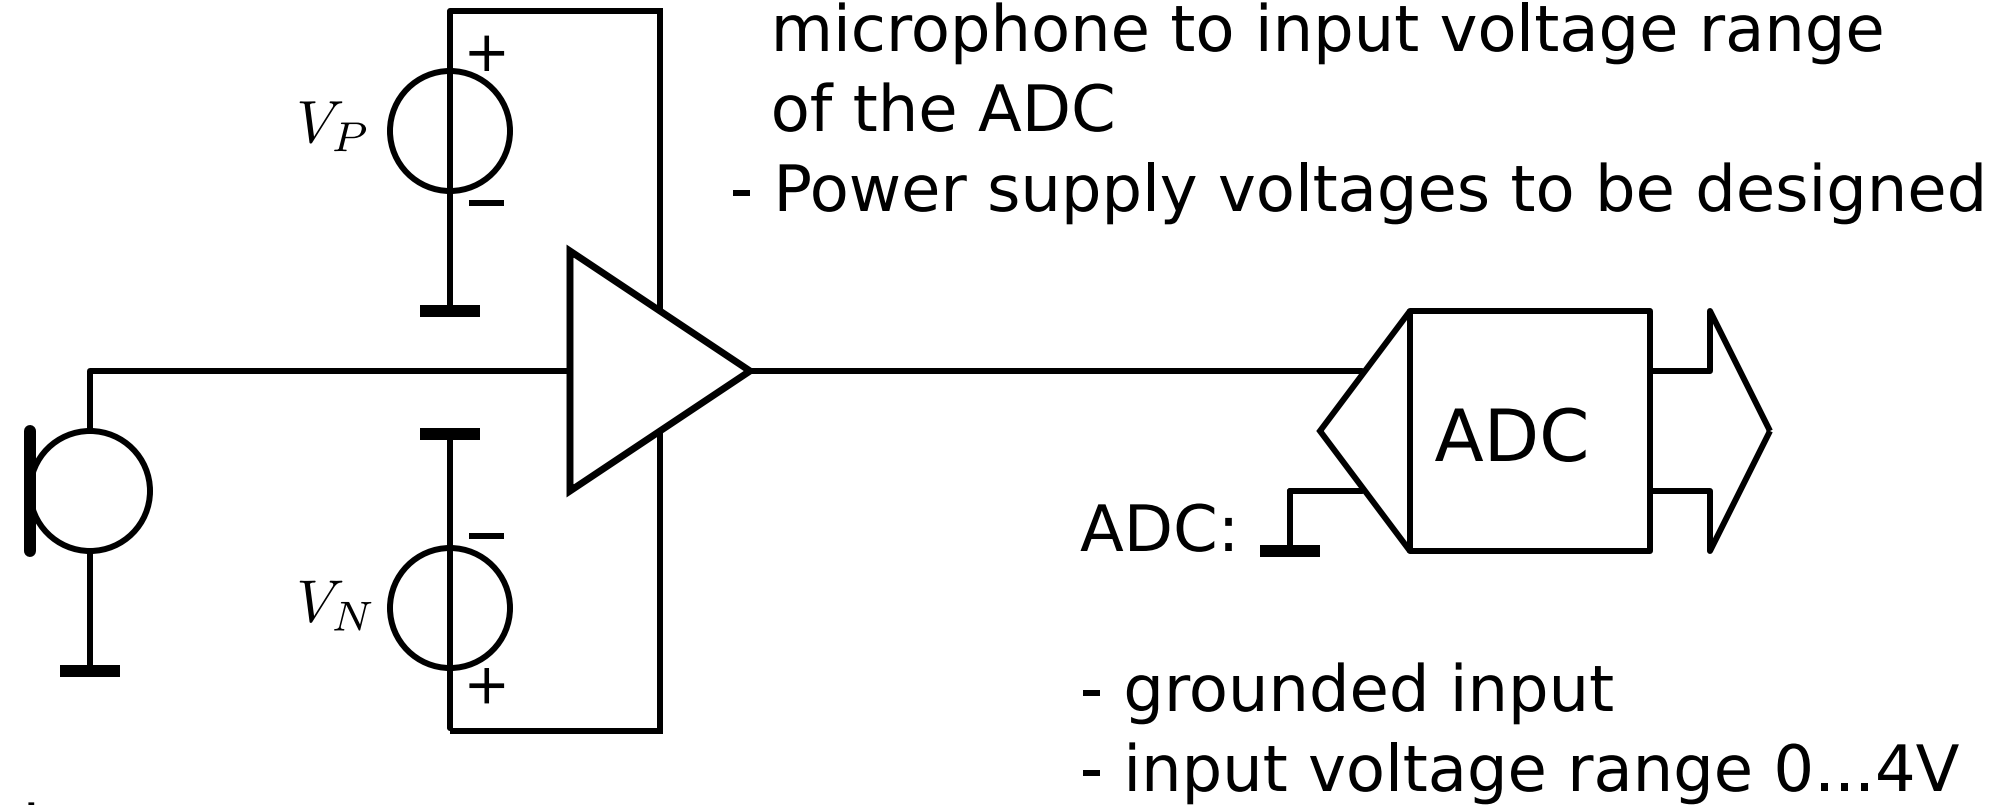 microphone to input voltage range
of the ADC
- Power supply voltages to be designed
+
V_P
−
ADC
ADC:
−
V_N
+
- grounded input
- input voltage range 0...4V